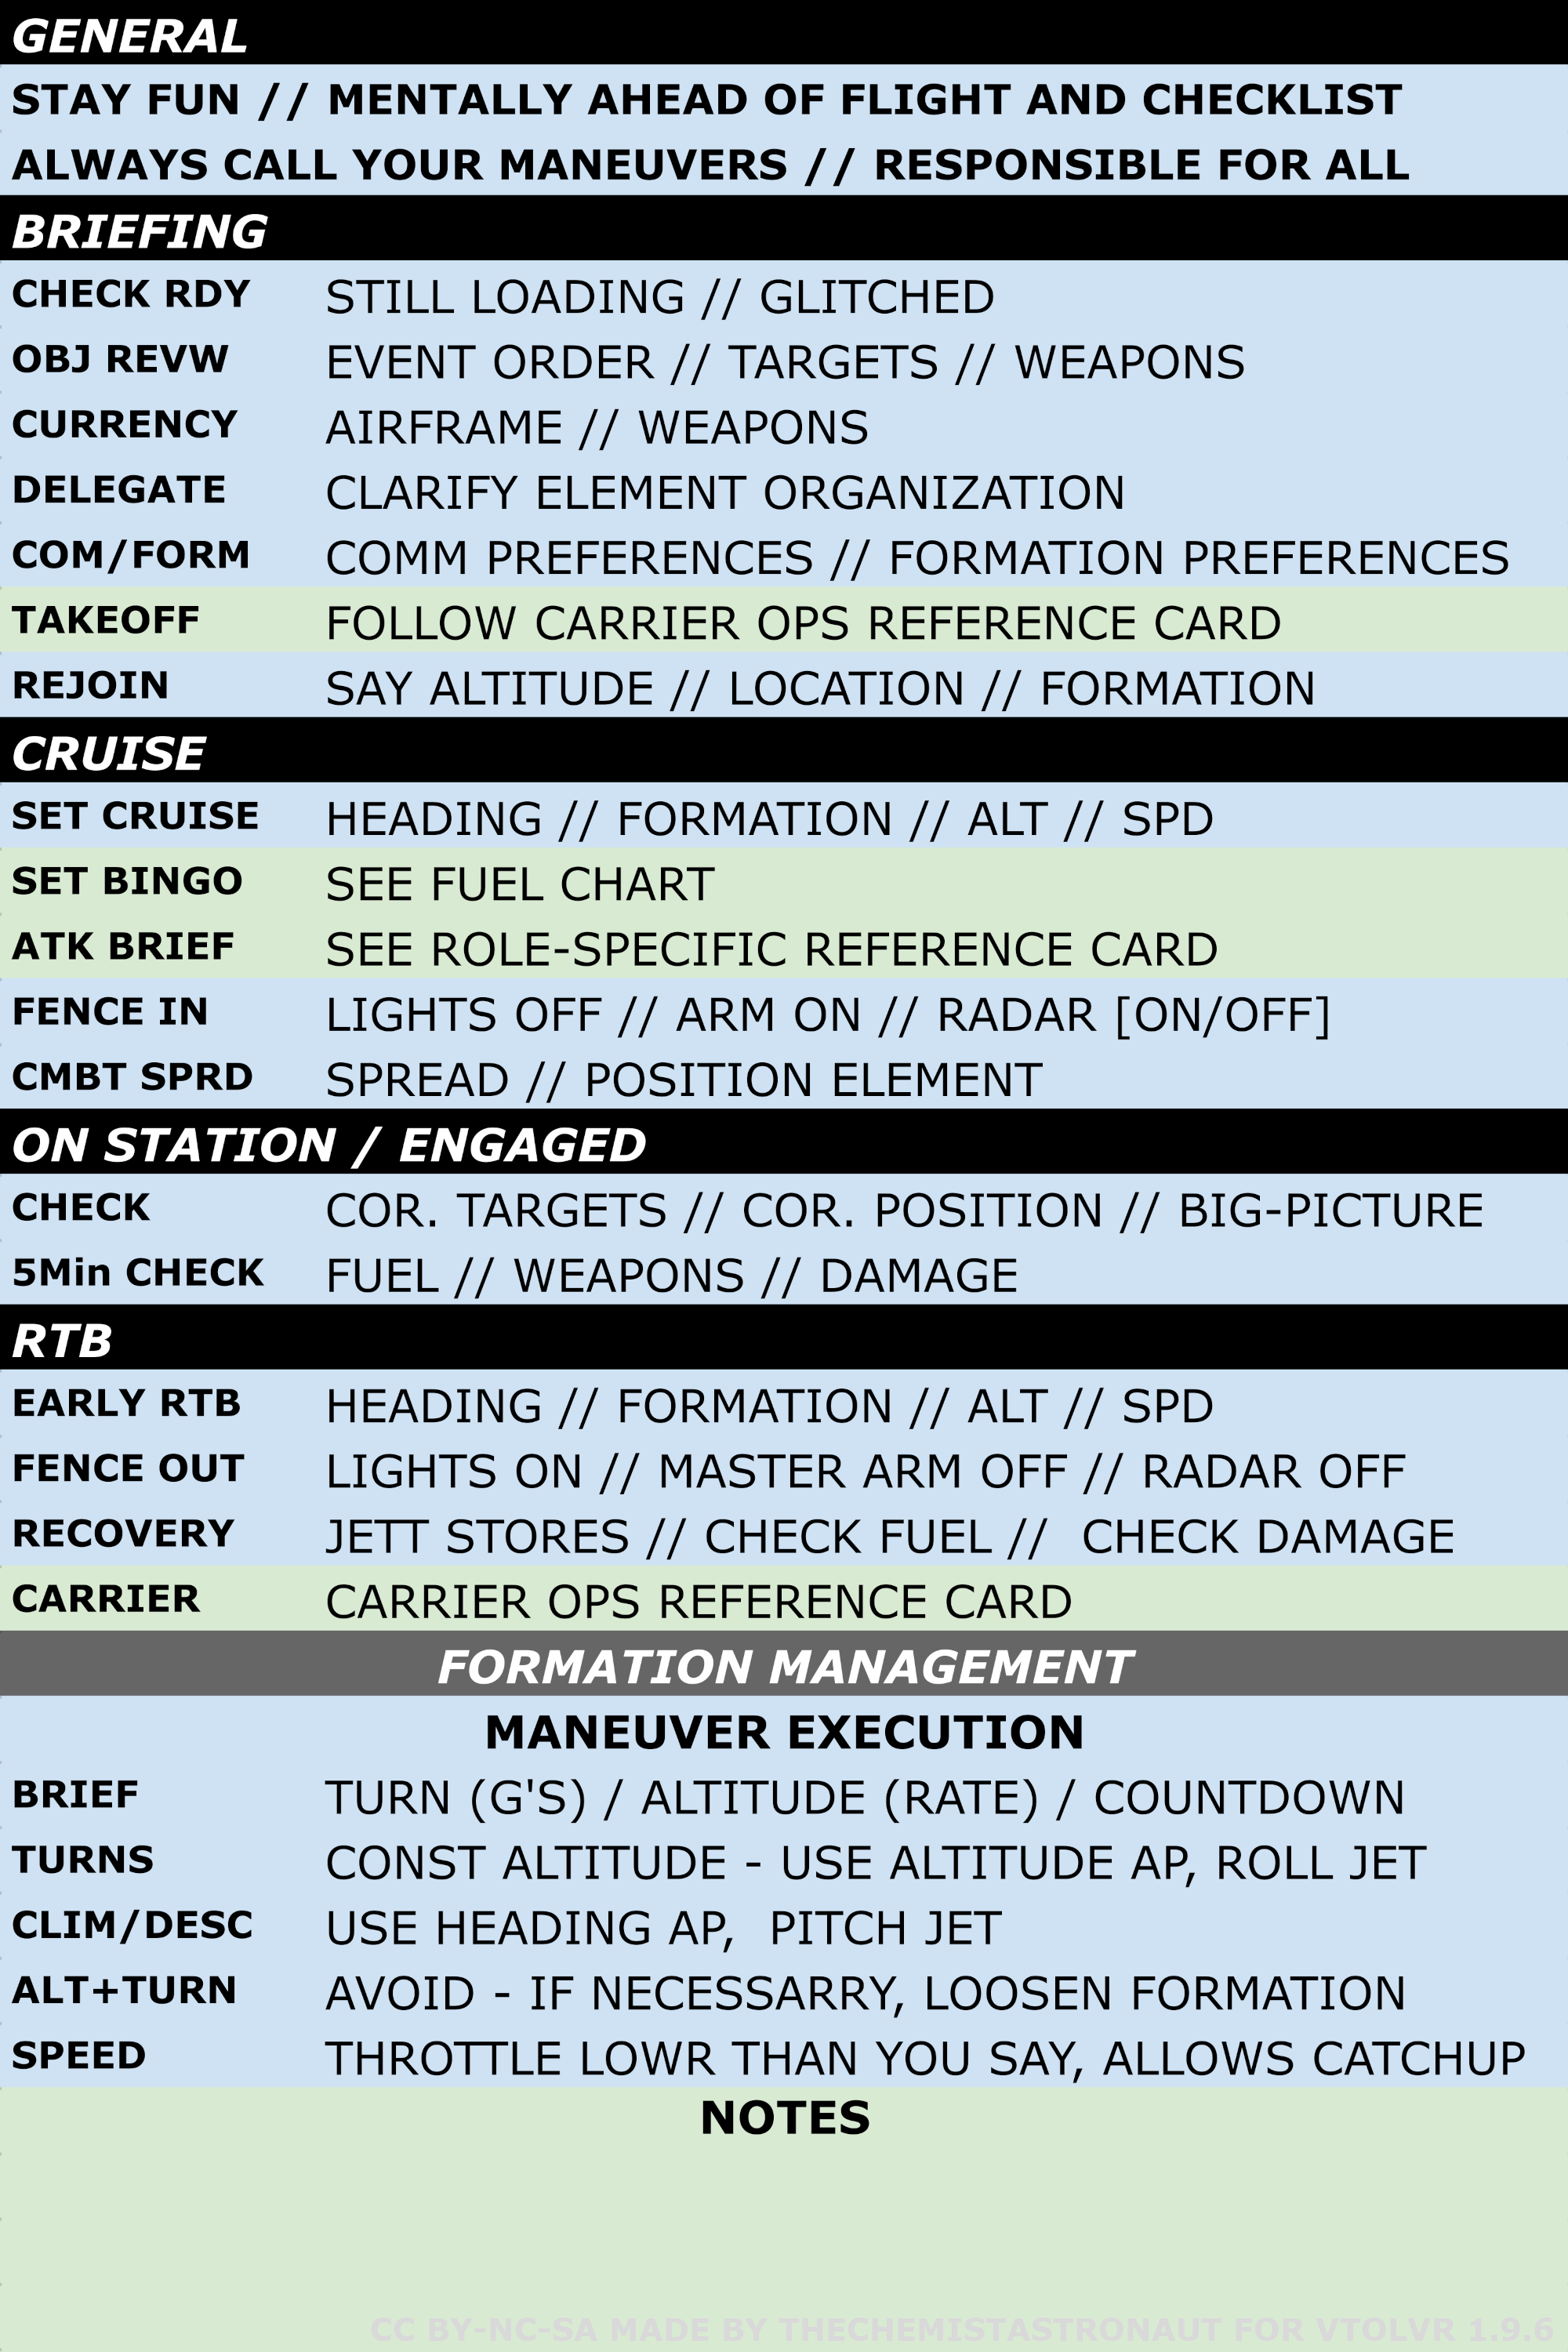 GENERAL
STAY FUN // MENTALLY AHEAD OF FLIGHT AND CHECKLIST
ALWAYS CALL YOUR MANEUVERS // RESPONSIBLE FOR ALL
BRIEFING
CHECK RDY STILL LOADING // GLITCHED
OBJ REVW EVENT ORDER // TARGETS // WEAPONS
CURRENCY AIRFRAME // WEAPONS
DELEGATE CLARIFY ELEMENT ORGANIZATION
COM/FORM COMM PREFERENCES // FORMATION PREFERENCES
TAKEOFF FOLLOW CARRIER OPS REFERENCE CARD
REJOIN SAY ALTITUDE // LOCATION // FORMATION
CRUISE
SET CRUISE HEADING // FORMATION // ALT // SPD
SET BINGO SEE FUEL CHART
ATK BRIEF SEE ROLE-SPECIFIC REFERENCE CARD
FENCE IN LIGHTS OFF // ARM ON // RADAR [ON/OFF]
CMBT SPRD SPREAD // POSITION ELEMENT
ON STATION / ENGAGED
CHECK COR. TARGETS // COR. POSITION // BIG-PICTURE
5Min CHECK FUEL // WEAPONS // DAMAGE
RTB
EARLY RTB HEADING // FORMATION // ALT // SPD
FENCE OUT LIGHTS ON // MASTER ARM OFF // RADAR OFF
RECOVERY JETT STORES // CHECK FUEL // CHECK DAMAGE
CARRIER CARRIER OPS REFERENCE CARD
FORMATION MANAGEMENT
MANEUVER EXECUTION
BRIEF TURN (G'S) / ALTITUDE (RATE) / COUNTDOWN
TURNS CONST ALTITUDE - USE ALTITUDE AP, ROLL JET
CLIM/DESC USE HEADING AP, PITCH JET
ALT+TURN AVOID - IF NECESSARRY, LOOSEN FORMATION
SPEED THROTTLE LOWR THAN YOU SAY, ALLOWS CATCHUP
NOTES
CC BY-NC-SA MADE BY THECHEMISTASTRONAUT FOR VTOLVR 1.9.6